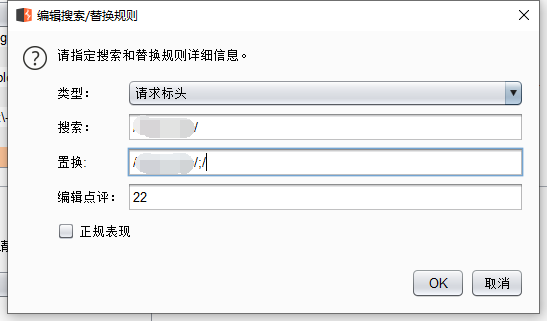 编辑搜索/替换规则
请指定搜索和替换规则详细信息。
类型： 请求标头
搜索： /
置换: / /;/
编辑点评： 22
正规表现
OK 取消